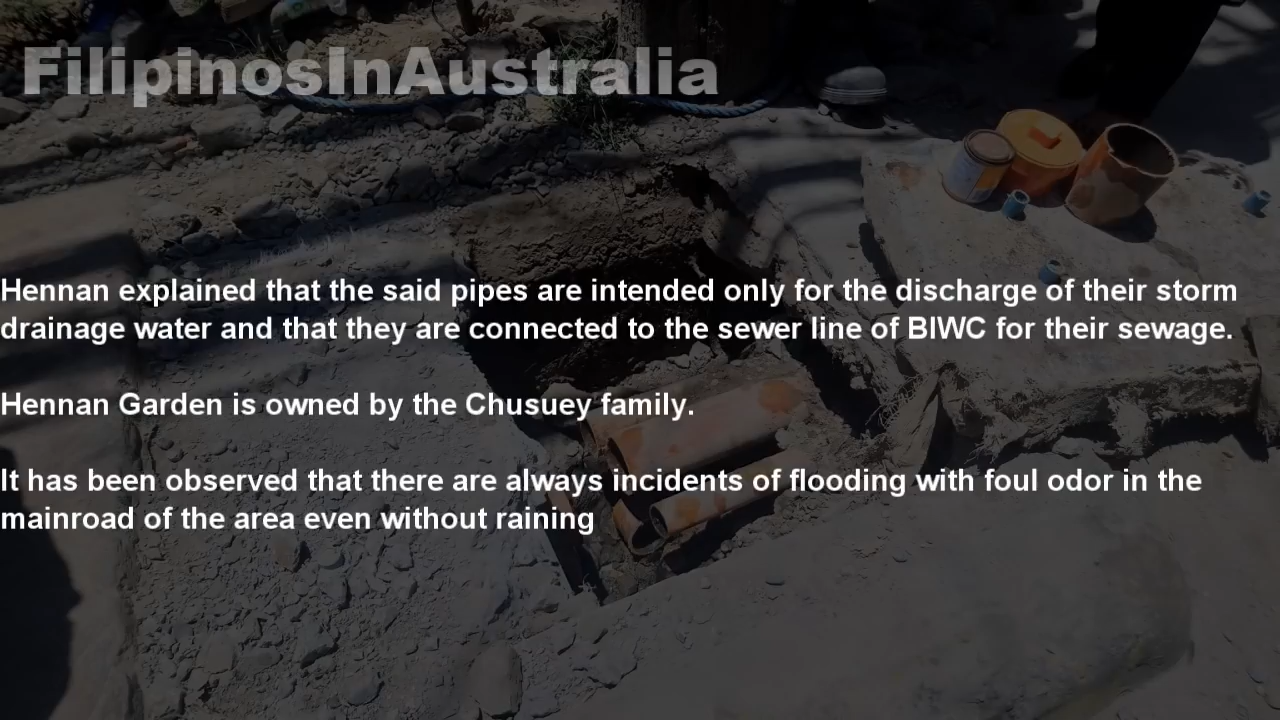 FilipinosInAustralia
Hennan explained that the said pipes are intended only for the discharge of their storm
drainage water and that they are connected to the sewer line of BIWC for their sewage.
Hennan Garden is owned by the Chusuey family.
It has been observed that there are always incidents of flooding with foul odor in the
mainroad of the area even without raining